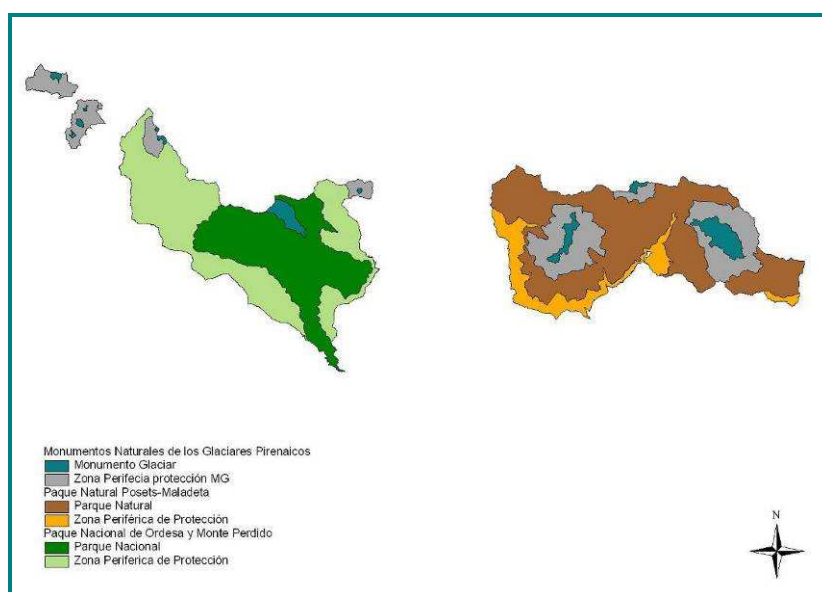 Monumentos Naturales de los Glaciares Pirenaicos
Monumento Glaciar
Zona Perifecia protección MG
Paque Natural Posets-Maladeta
Parque Natural
Zona Periférica de Protección
Paque Nacional de Ordesa y Monte Perdido
Parque Nacional
Zona Periferica de Protección
N